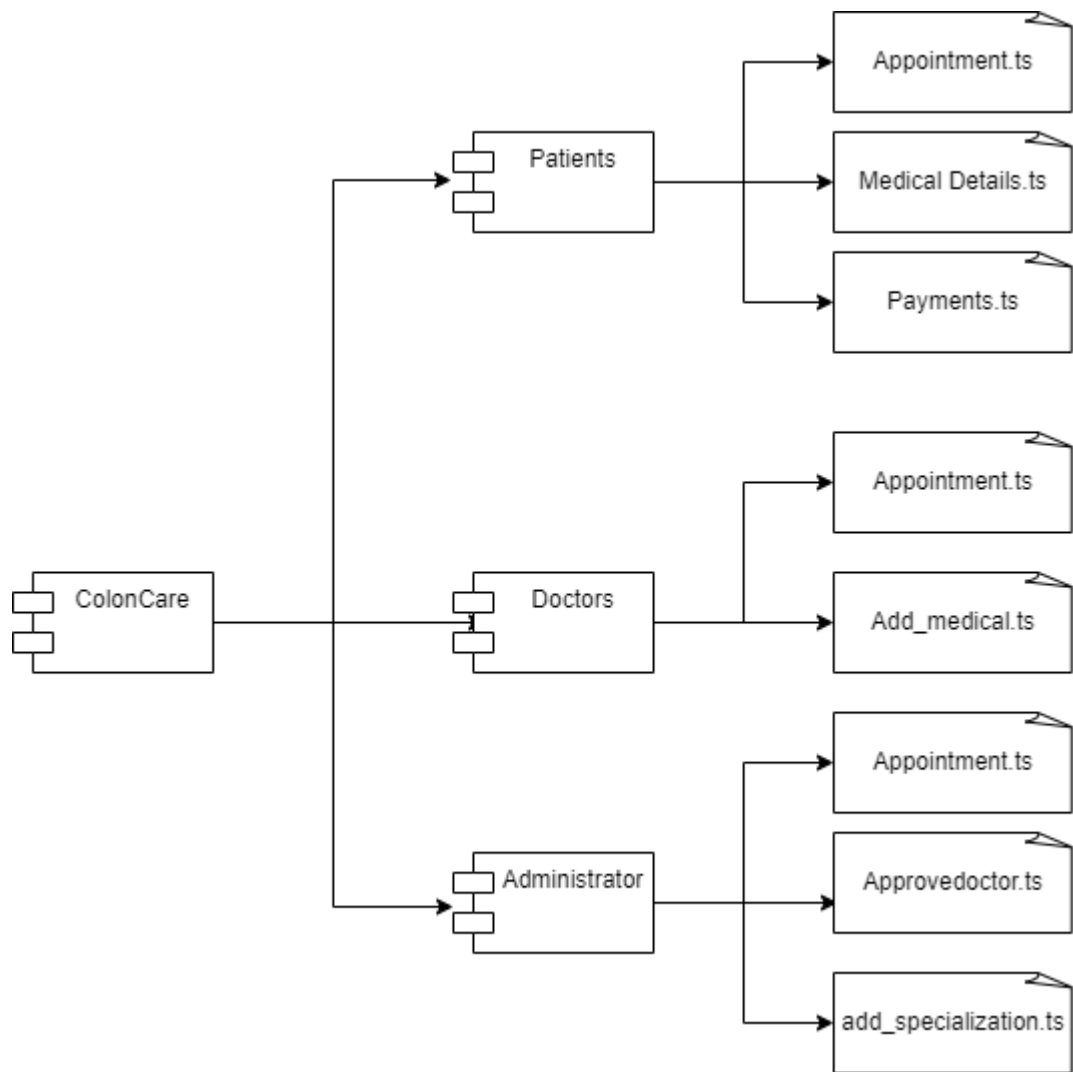 Appointment.ts
Patients
Medical Details.ts
Payments.ts
Appointment.ts
ColonCare
Doctors
Add_medical.ts
Appointment.ts
Administrator
Approvedoctor.ts
add_specialization.ts